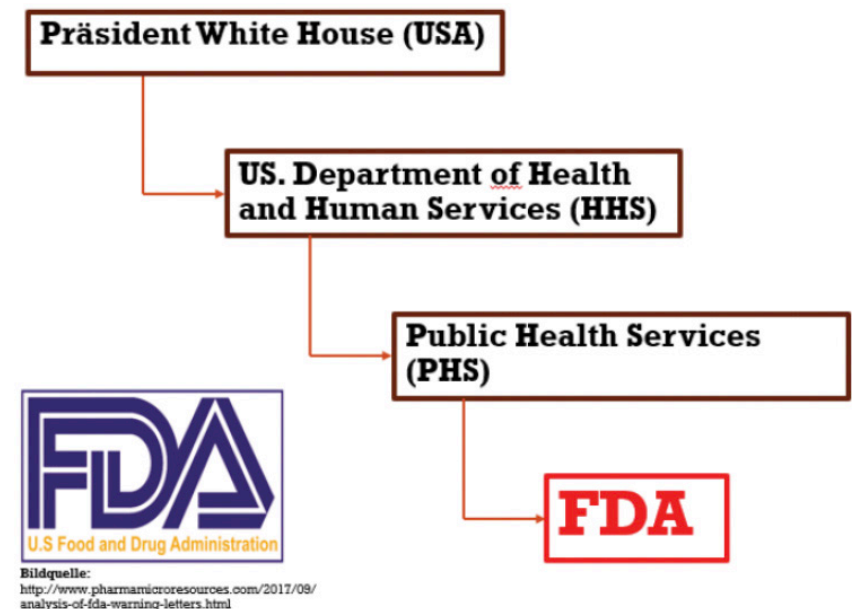 Präsident White House (USA)
US. Department of Health
and Human Services (HHS)
Public Health Services
(PHS)
FDA
FDA
U.S Food and Drug Administration
Bildquelle:
http://www.pharmamicroresources.com/2017/09/
analysis-of-fda-warning-letters.html